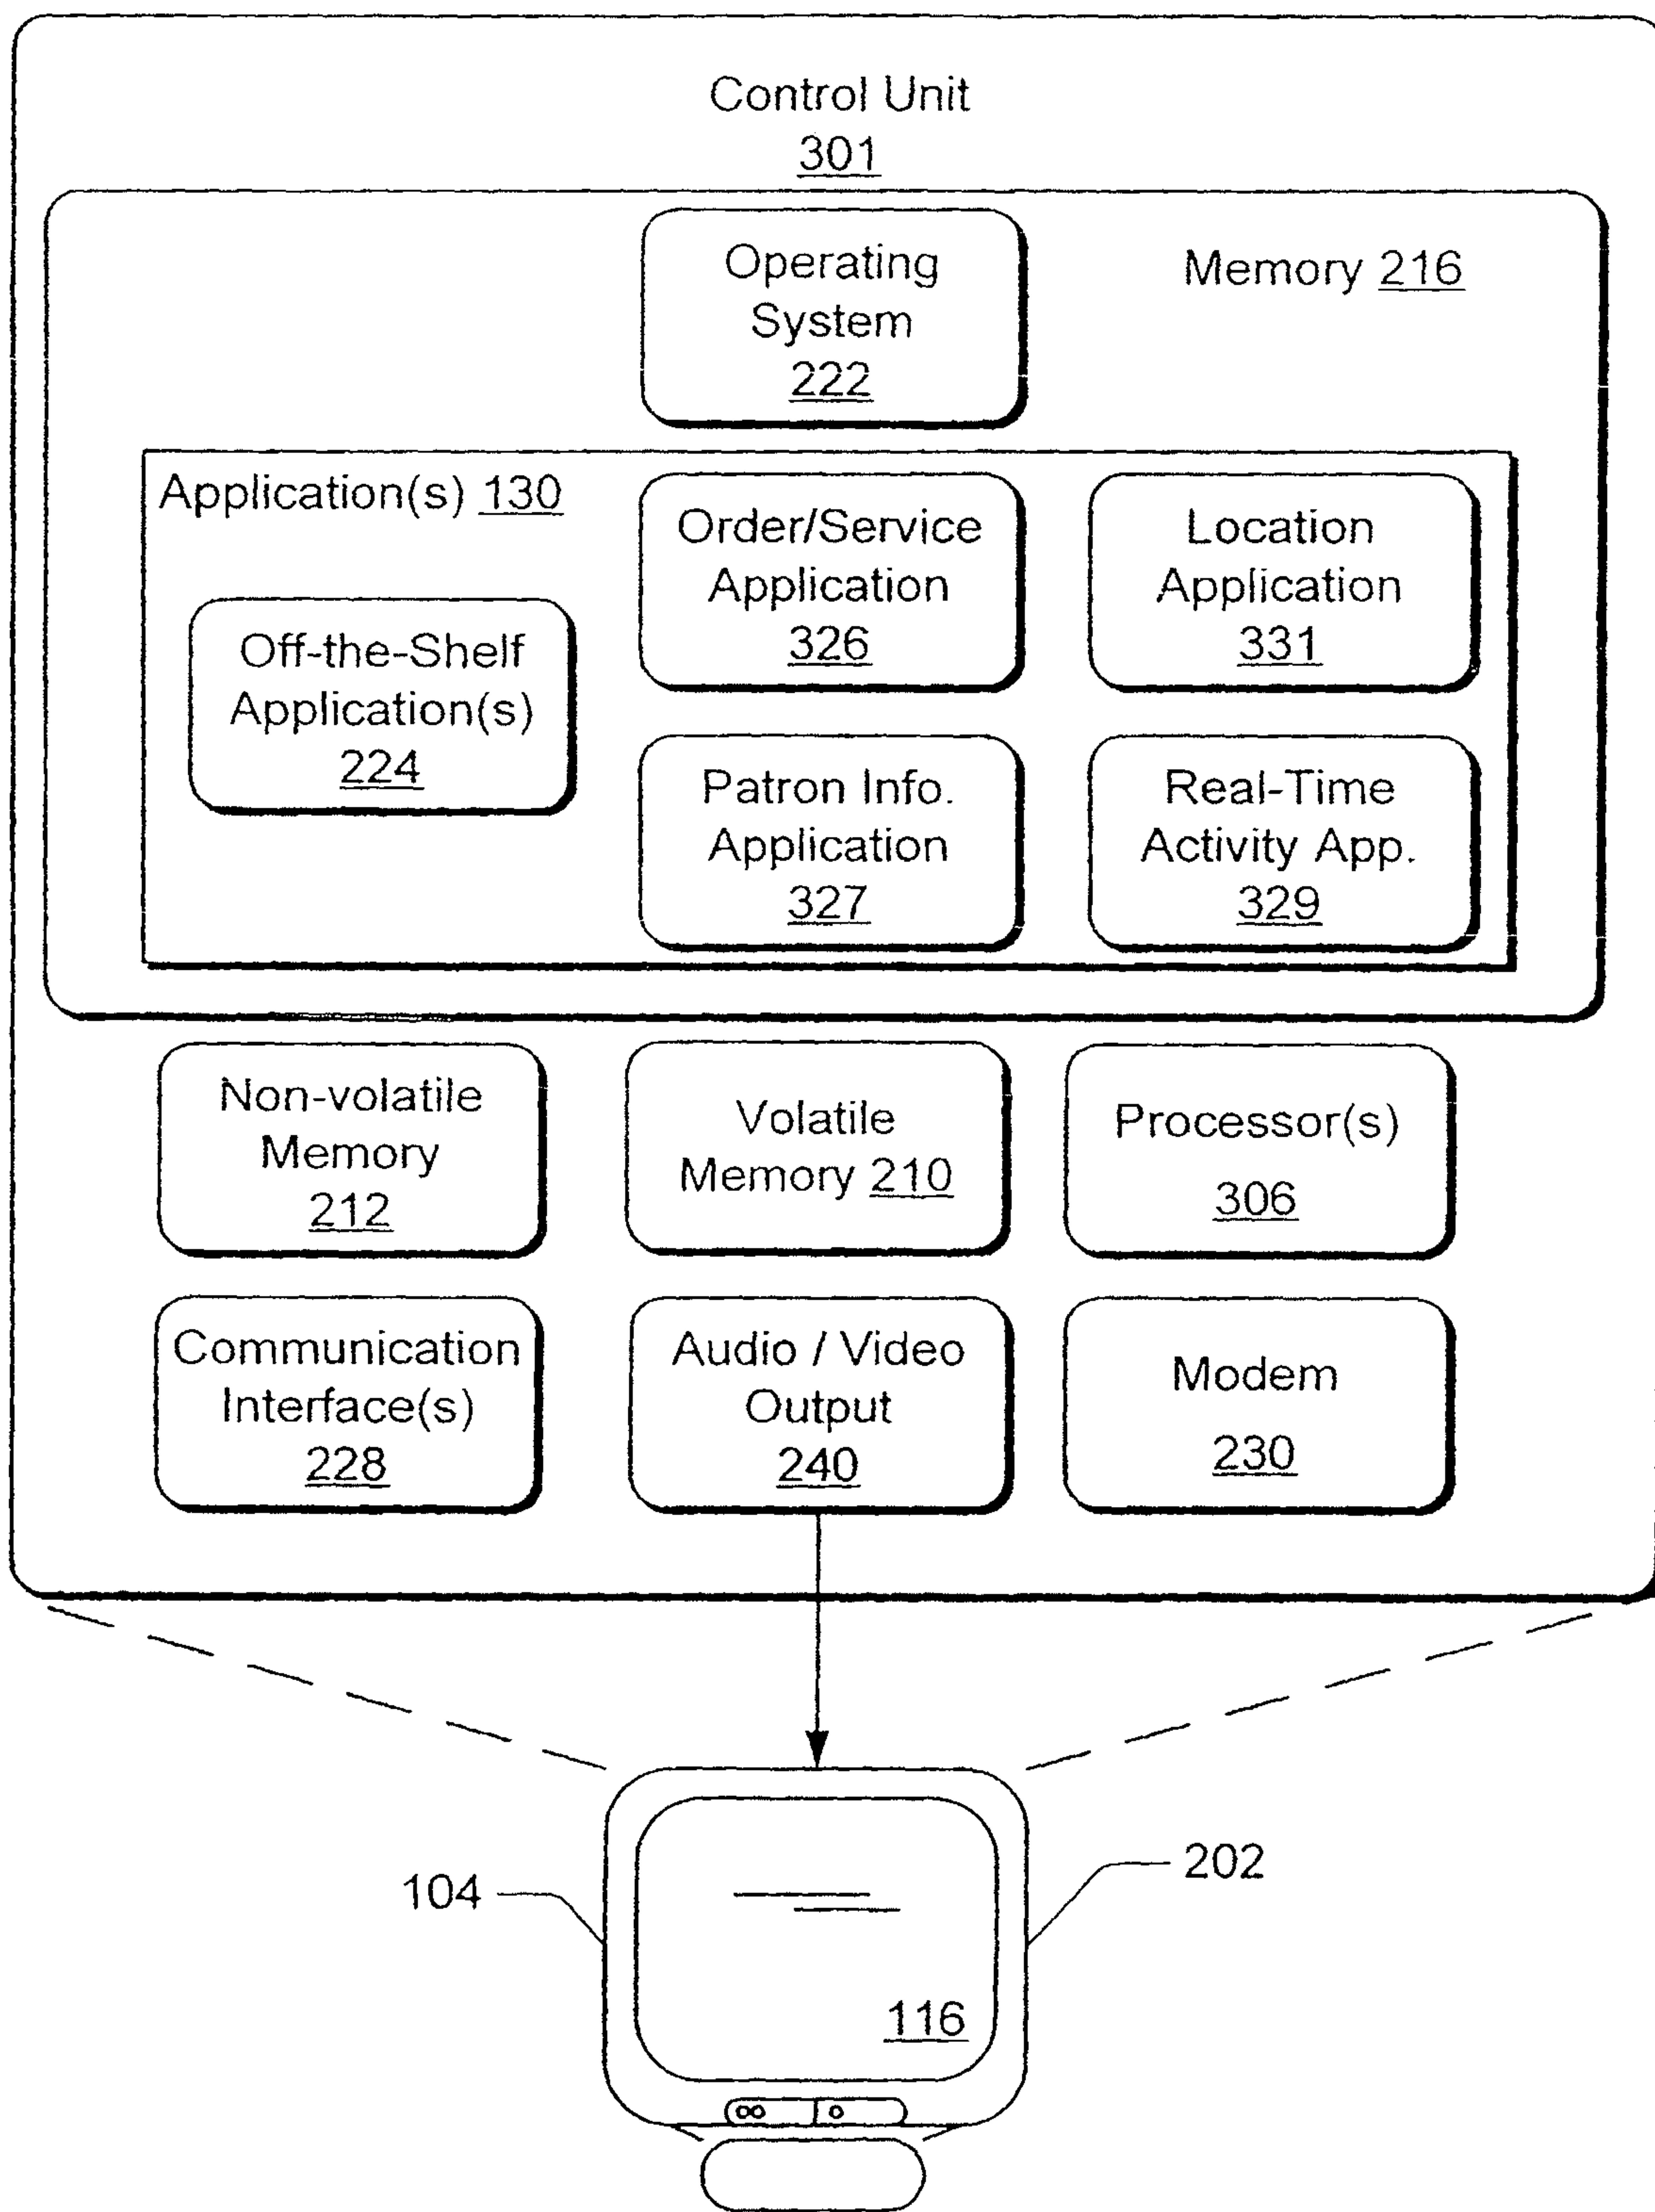 Control Unit
301
Operating
System
222
Memory 216
Application(s) 130
Off-the-Shelf
Application(s)
224
Order/Service
Application
326
Location
Application
331
Patron Info.
Application
327
Real-Time
Activity App.
329
Non-volatile
Memory
212
Volatile
Memory 210
Processor(s)
306
Communication
Interface(s)
228
Audio / Video
Output
240
Modem
230
104
202
116